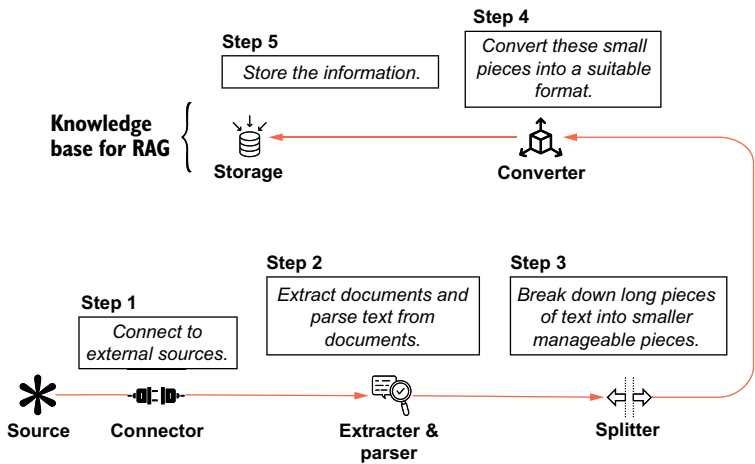 Step 5
Store the information.
Step 4
Convert these small
pieces into a suitable
format.
Knowledge
base for RAG
Storage
Converter
Step 1
Connect to
external sources.
Step 2
Extract documents and
parse text from
documents.
Step 3
Break down long pieces
of text into smaller
manageable pieces.
Source
Connector
Extracter &
parser
Splitter